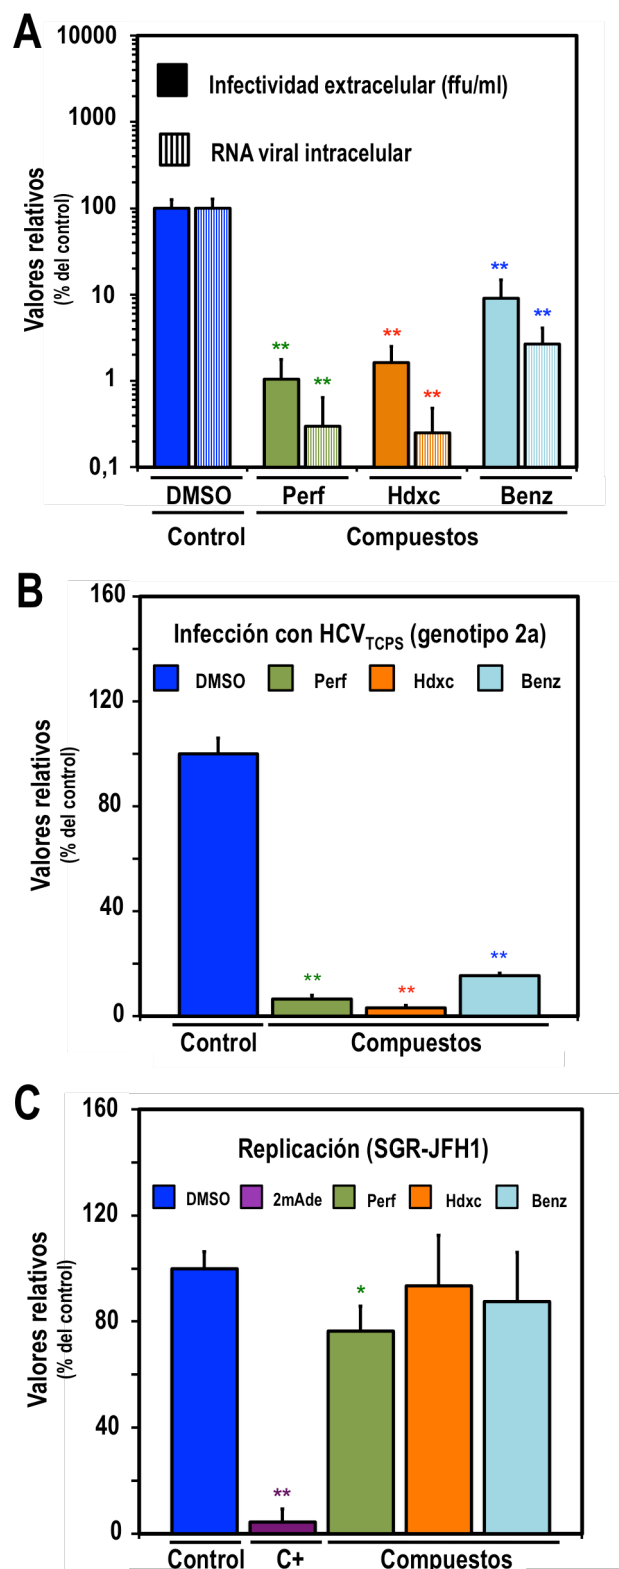 A
10000
1000
100
10
1
0,1
Valores relativos
(% del control)
Infectividad extracelular (ffu/ml)
RNA viral intracelular
**
**
**
**
**
**
DMSO Perf Hdxc Benz
Control Compuestos
B
160
120
80
40
0
Valores relativos
(% del control)
Infección con HCVTCPS (genotipo 2a)
DMSO Perf Hdxc Benz
**
**
**
Control Compuestos
C
160
120
80
40
0
Valores relativos
(% del control)
Replicación (SGR-JFH1)
DMSO 2mAde Perf Hdxc Benz
*
**
Control C+ Compuestos